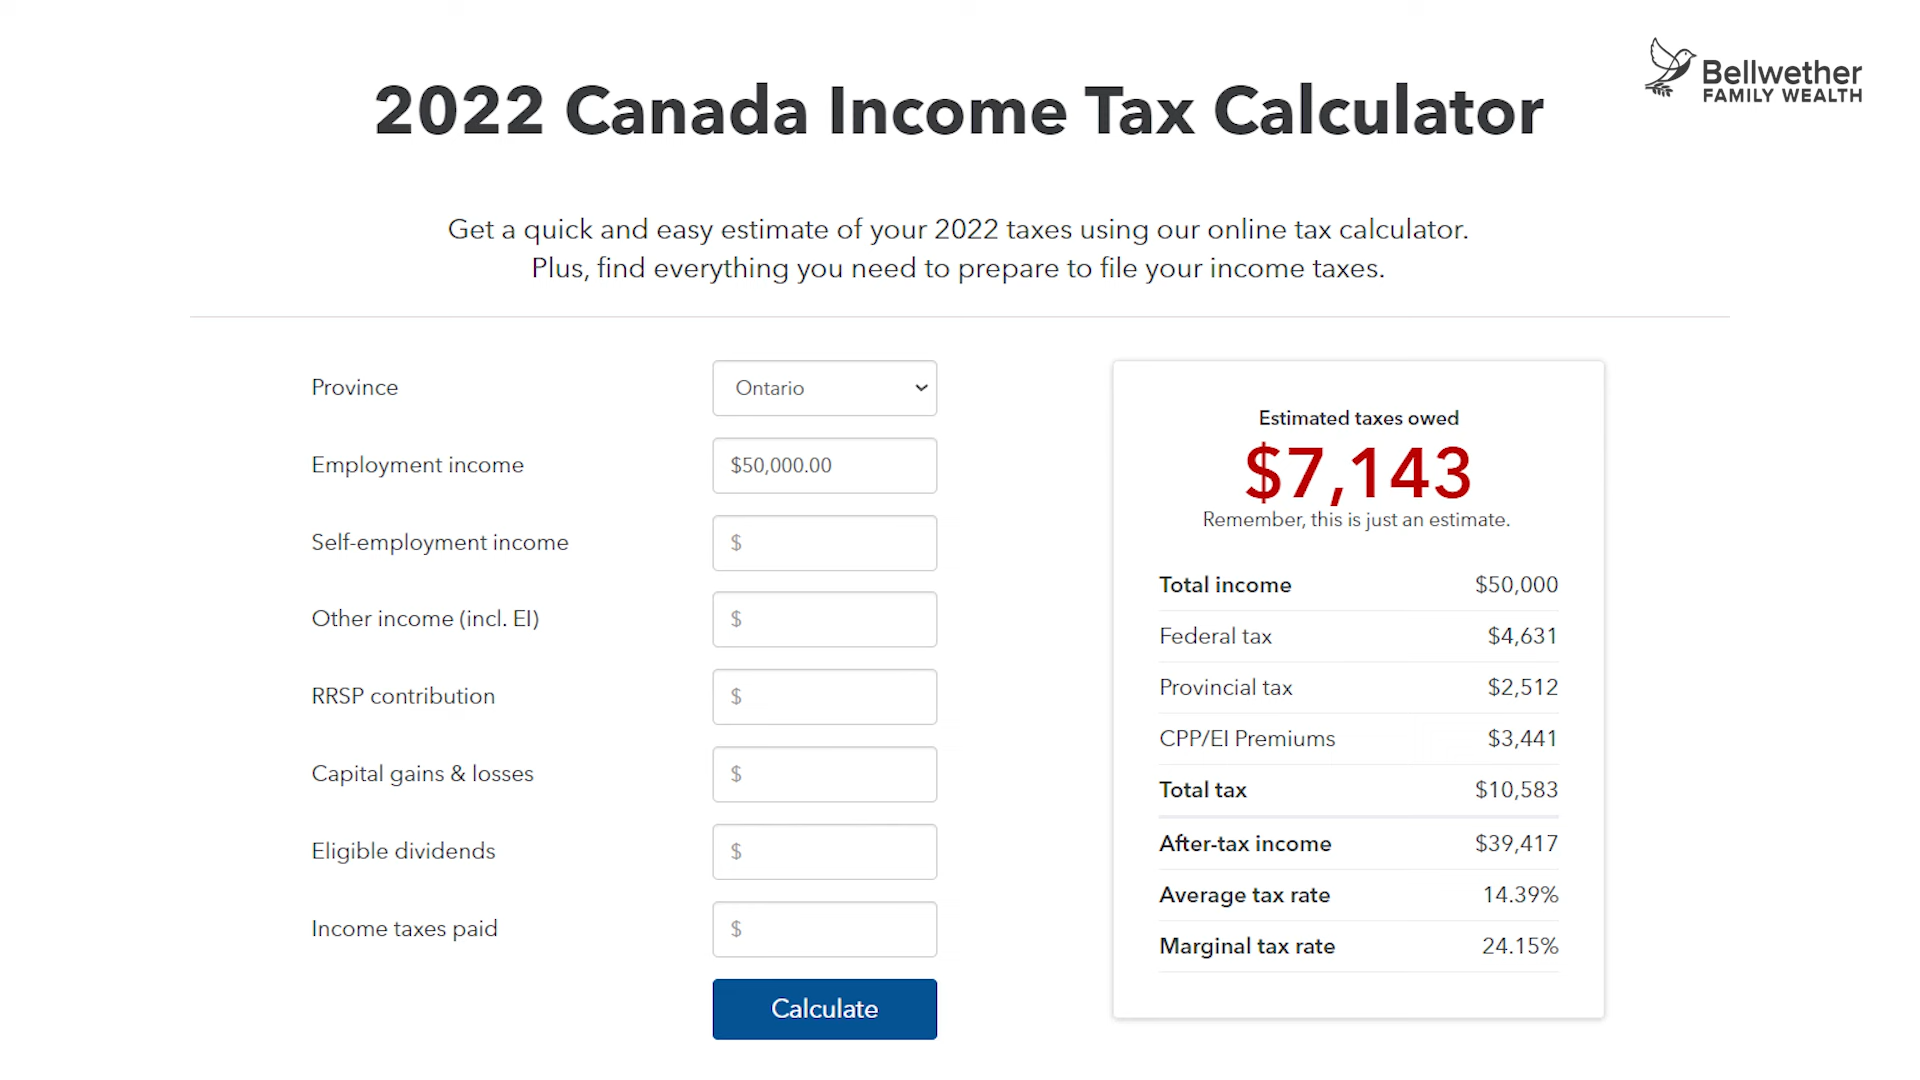 Bellwether
FAMILY WEALTH
2022 Canada Income Tax Calculator
Get a quick and easy estimate of your 2022 taxes using our online tax calculator.
Plus, find everything you need to prepare to file your income taxes.
Province
Ontario
Employment income
$50,000.00
Self-employment income
$
Other income (incl. EI)
$
RRSP contribution
$
Capital gains & losses
$
Eligible dividends
$
Income taxes paid
$
Calculate
Estimated taxes owed
$7,143
Remember, this is just an estimate.
Total income $50,000
Federal tax $4,631
Provincial tax $2,512
CPP/EI Premiums $3,441
Total tax $10,583
After-tax income $39,417
Average tax rate 14.39%
Marginal tax rate 24.15%